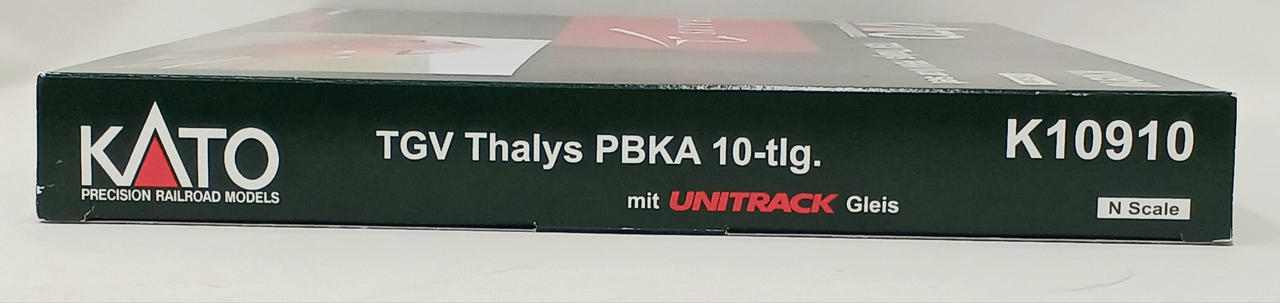 KATO
PRECISION RAILROAD MODELS
TGV Thalys PBKA 10-tlg.
mit UNITRACK Gleis
K10910
N Scale